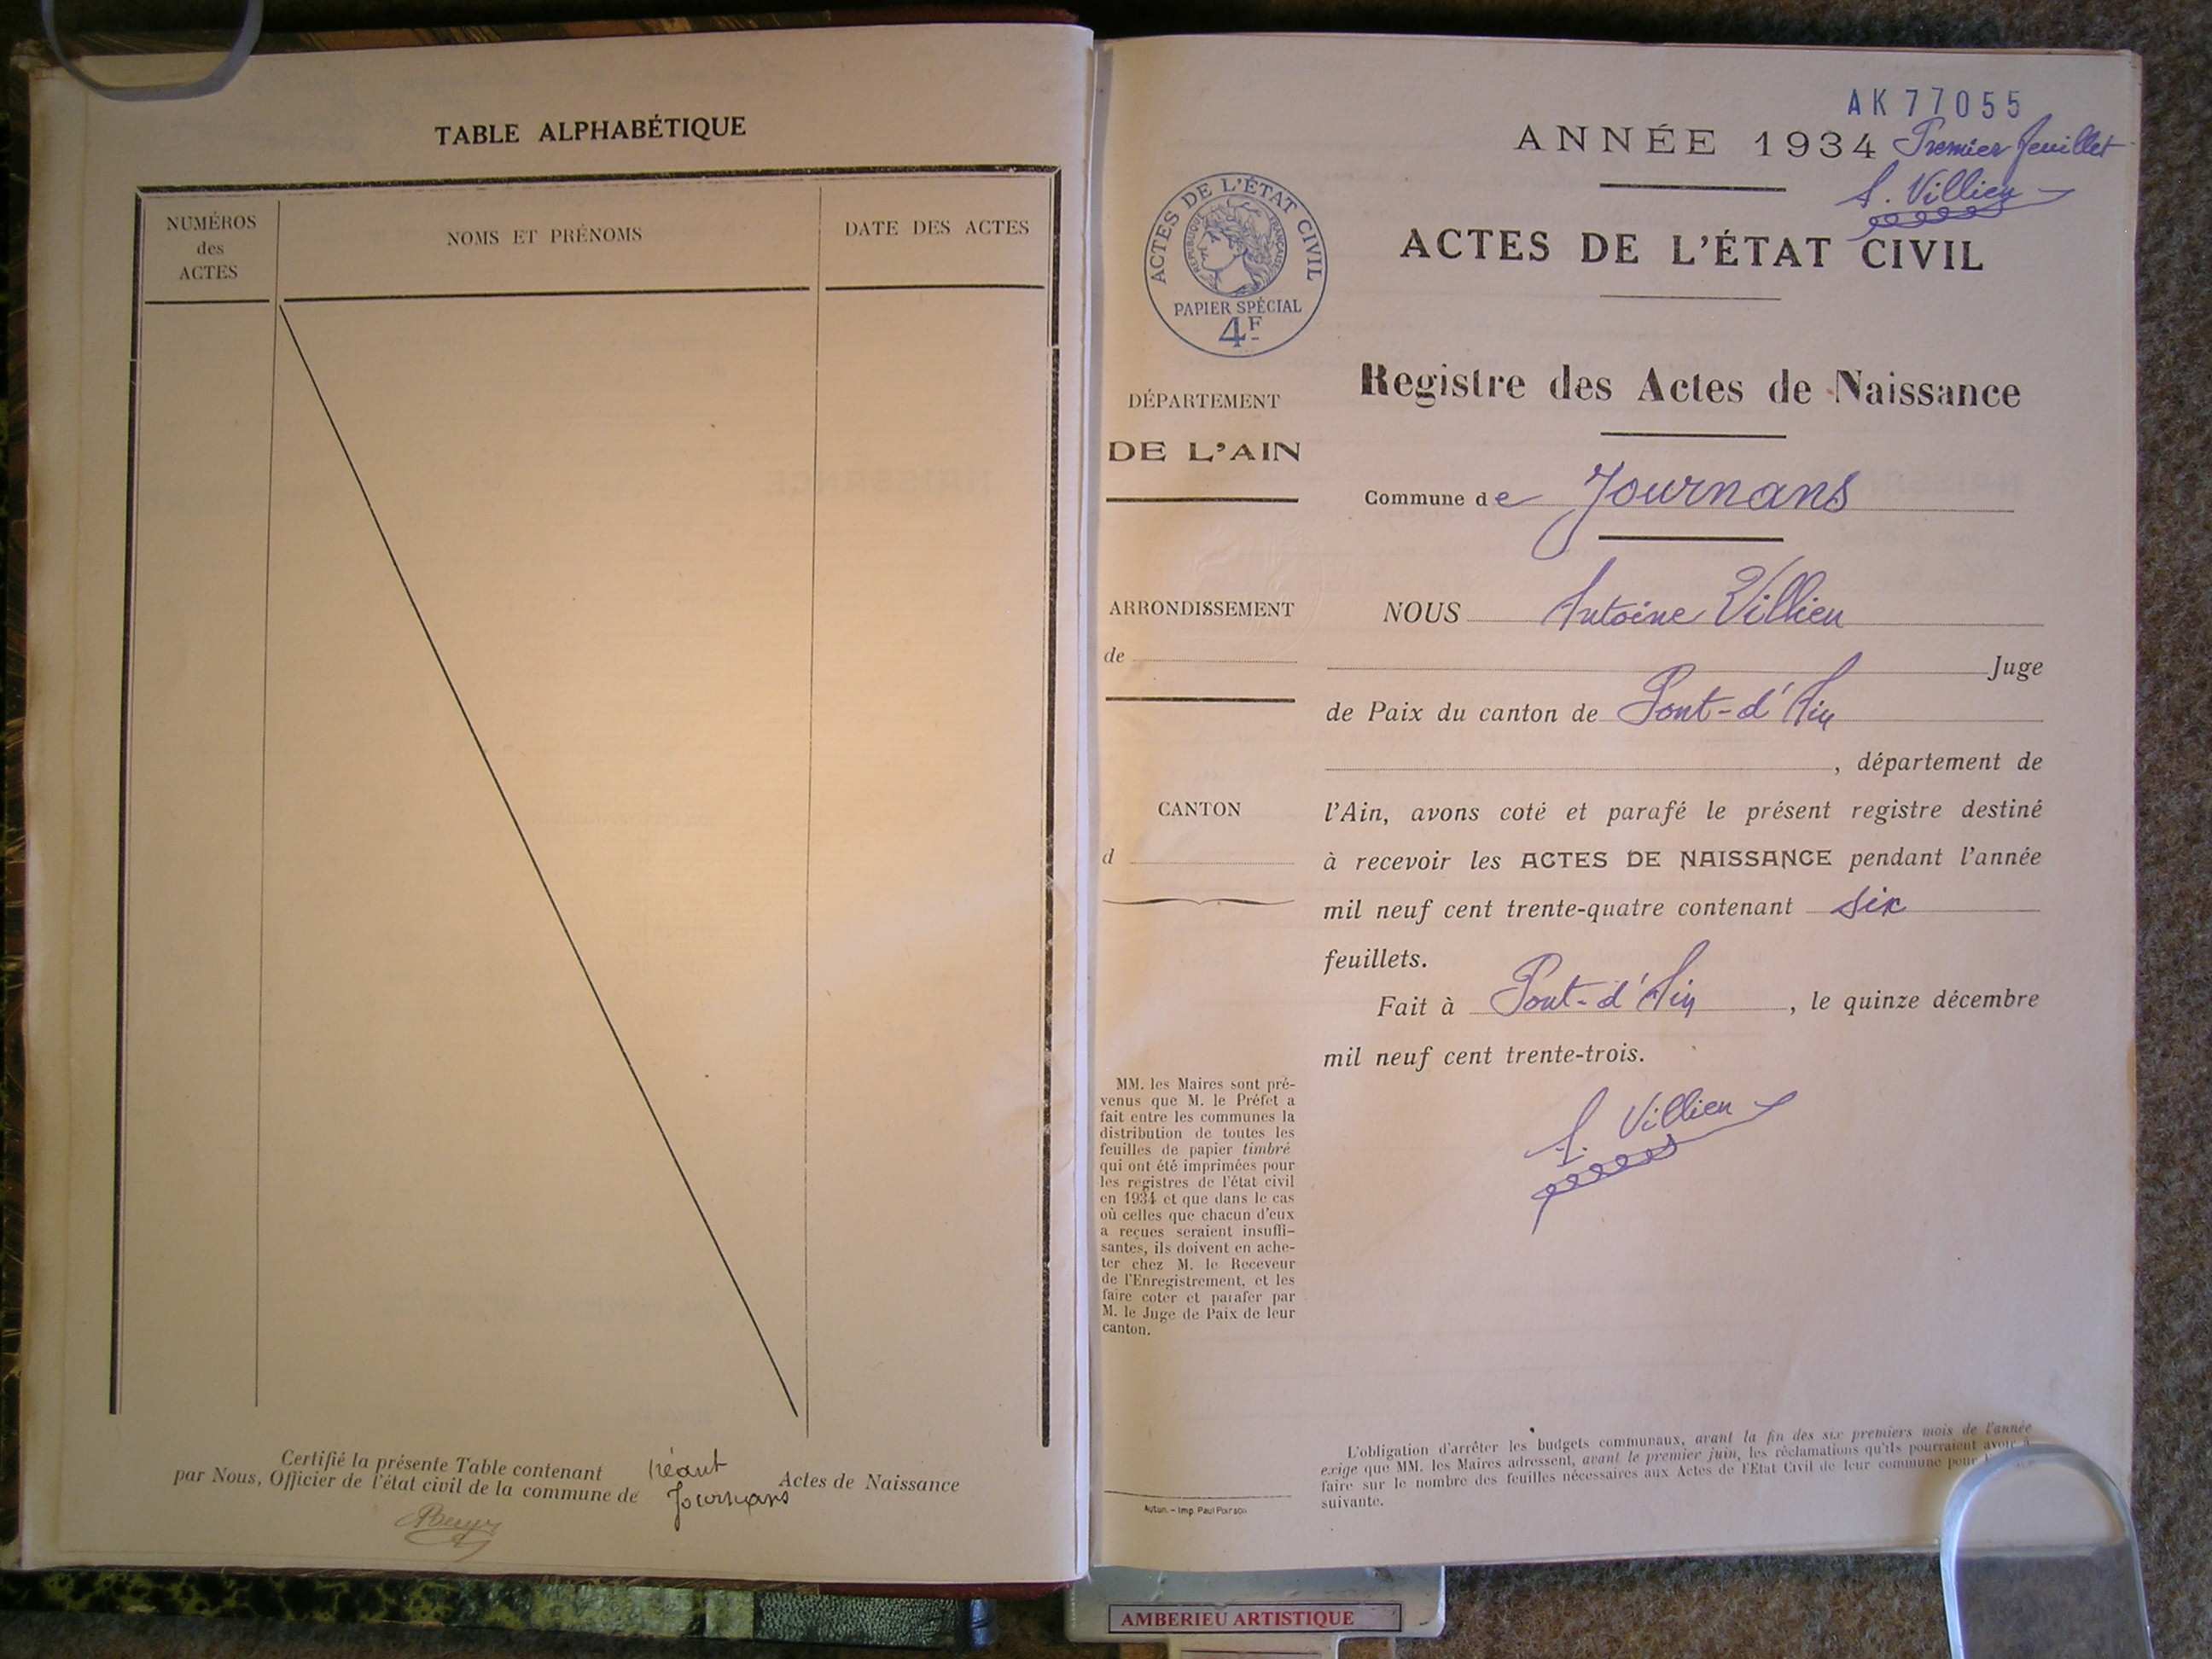 TABLE ALPHABÉTIQUE
NUMÉROS
des
ACTES
NOMS ET PRÉNOMS
DATE DES ACTES
Certifié la présente Table contenant néant Actes de Naissance
par Nous, Officier de l'état civil de la commune de Journans
AK 77055
ANNÉE 1934 Premier feuillet
A. Villien
ACTES DE L'ÉTAT CIVIL
ACTES DE L'ÉTAT CIVIL
RÉPUBLIQUE FRANÇAISE
PAPIER SPÉCIAL
4F
Registre des Actes de Naissance
DÉPARTEMENT
DE L'AIN
Commune de Journans
ARRONDISSEMENT
de
NOUS Antoine Villien
Juge
de Paix du canton de Pont-d'Ain
, département de
CANTON
d
l'Ain, avons coté et parafé le présent registre destiné
à recevoir les ACTES DE NAISSANCE pendant l'année
mil neuf cent trente-quatre contenant six
feuillets.
Fait à Pont-d'Ain, le quinze décembre
mil neuf cent trente-trois.
A. Villien
MM. les Maires sont pré-
venus que M. le Préfet a
fait entre les communes la
distribution de toutes les
feuilles de papier timbré
qui ont été imprimées pour
les registres de l'état civil
en 1934 et que dans le cas
où celles que chacun d'eux
a reçues seraient insuffi-
santes, ils doivent en ache-
ter chez M. le Receveur
de l'Enregistrement, et les
faire coter et parafer par
M. le Juge de Paix de leur
canton.
L'obligation d'arrêter les budgets communaux, avant la fin des six premiers mois de l'année
exige que MM. les Maires adressent, avant le premier juin, les réclamations qu'ils pourraient avoir à
faire sur le nombre des feuilles nécessaires aux Actes de l'Etat Civil de leur commune pour
suivante.
Autun. - Imp. Paul
AMBERIEU ARTISTIQUE